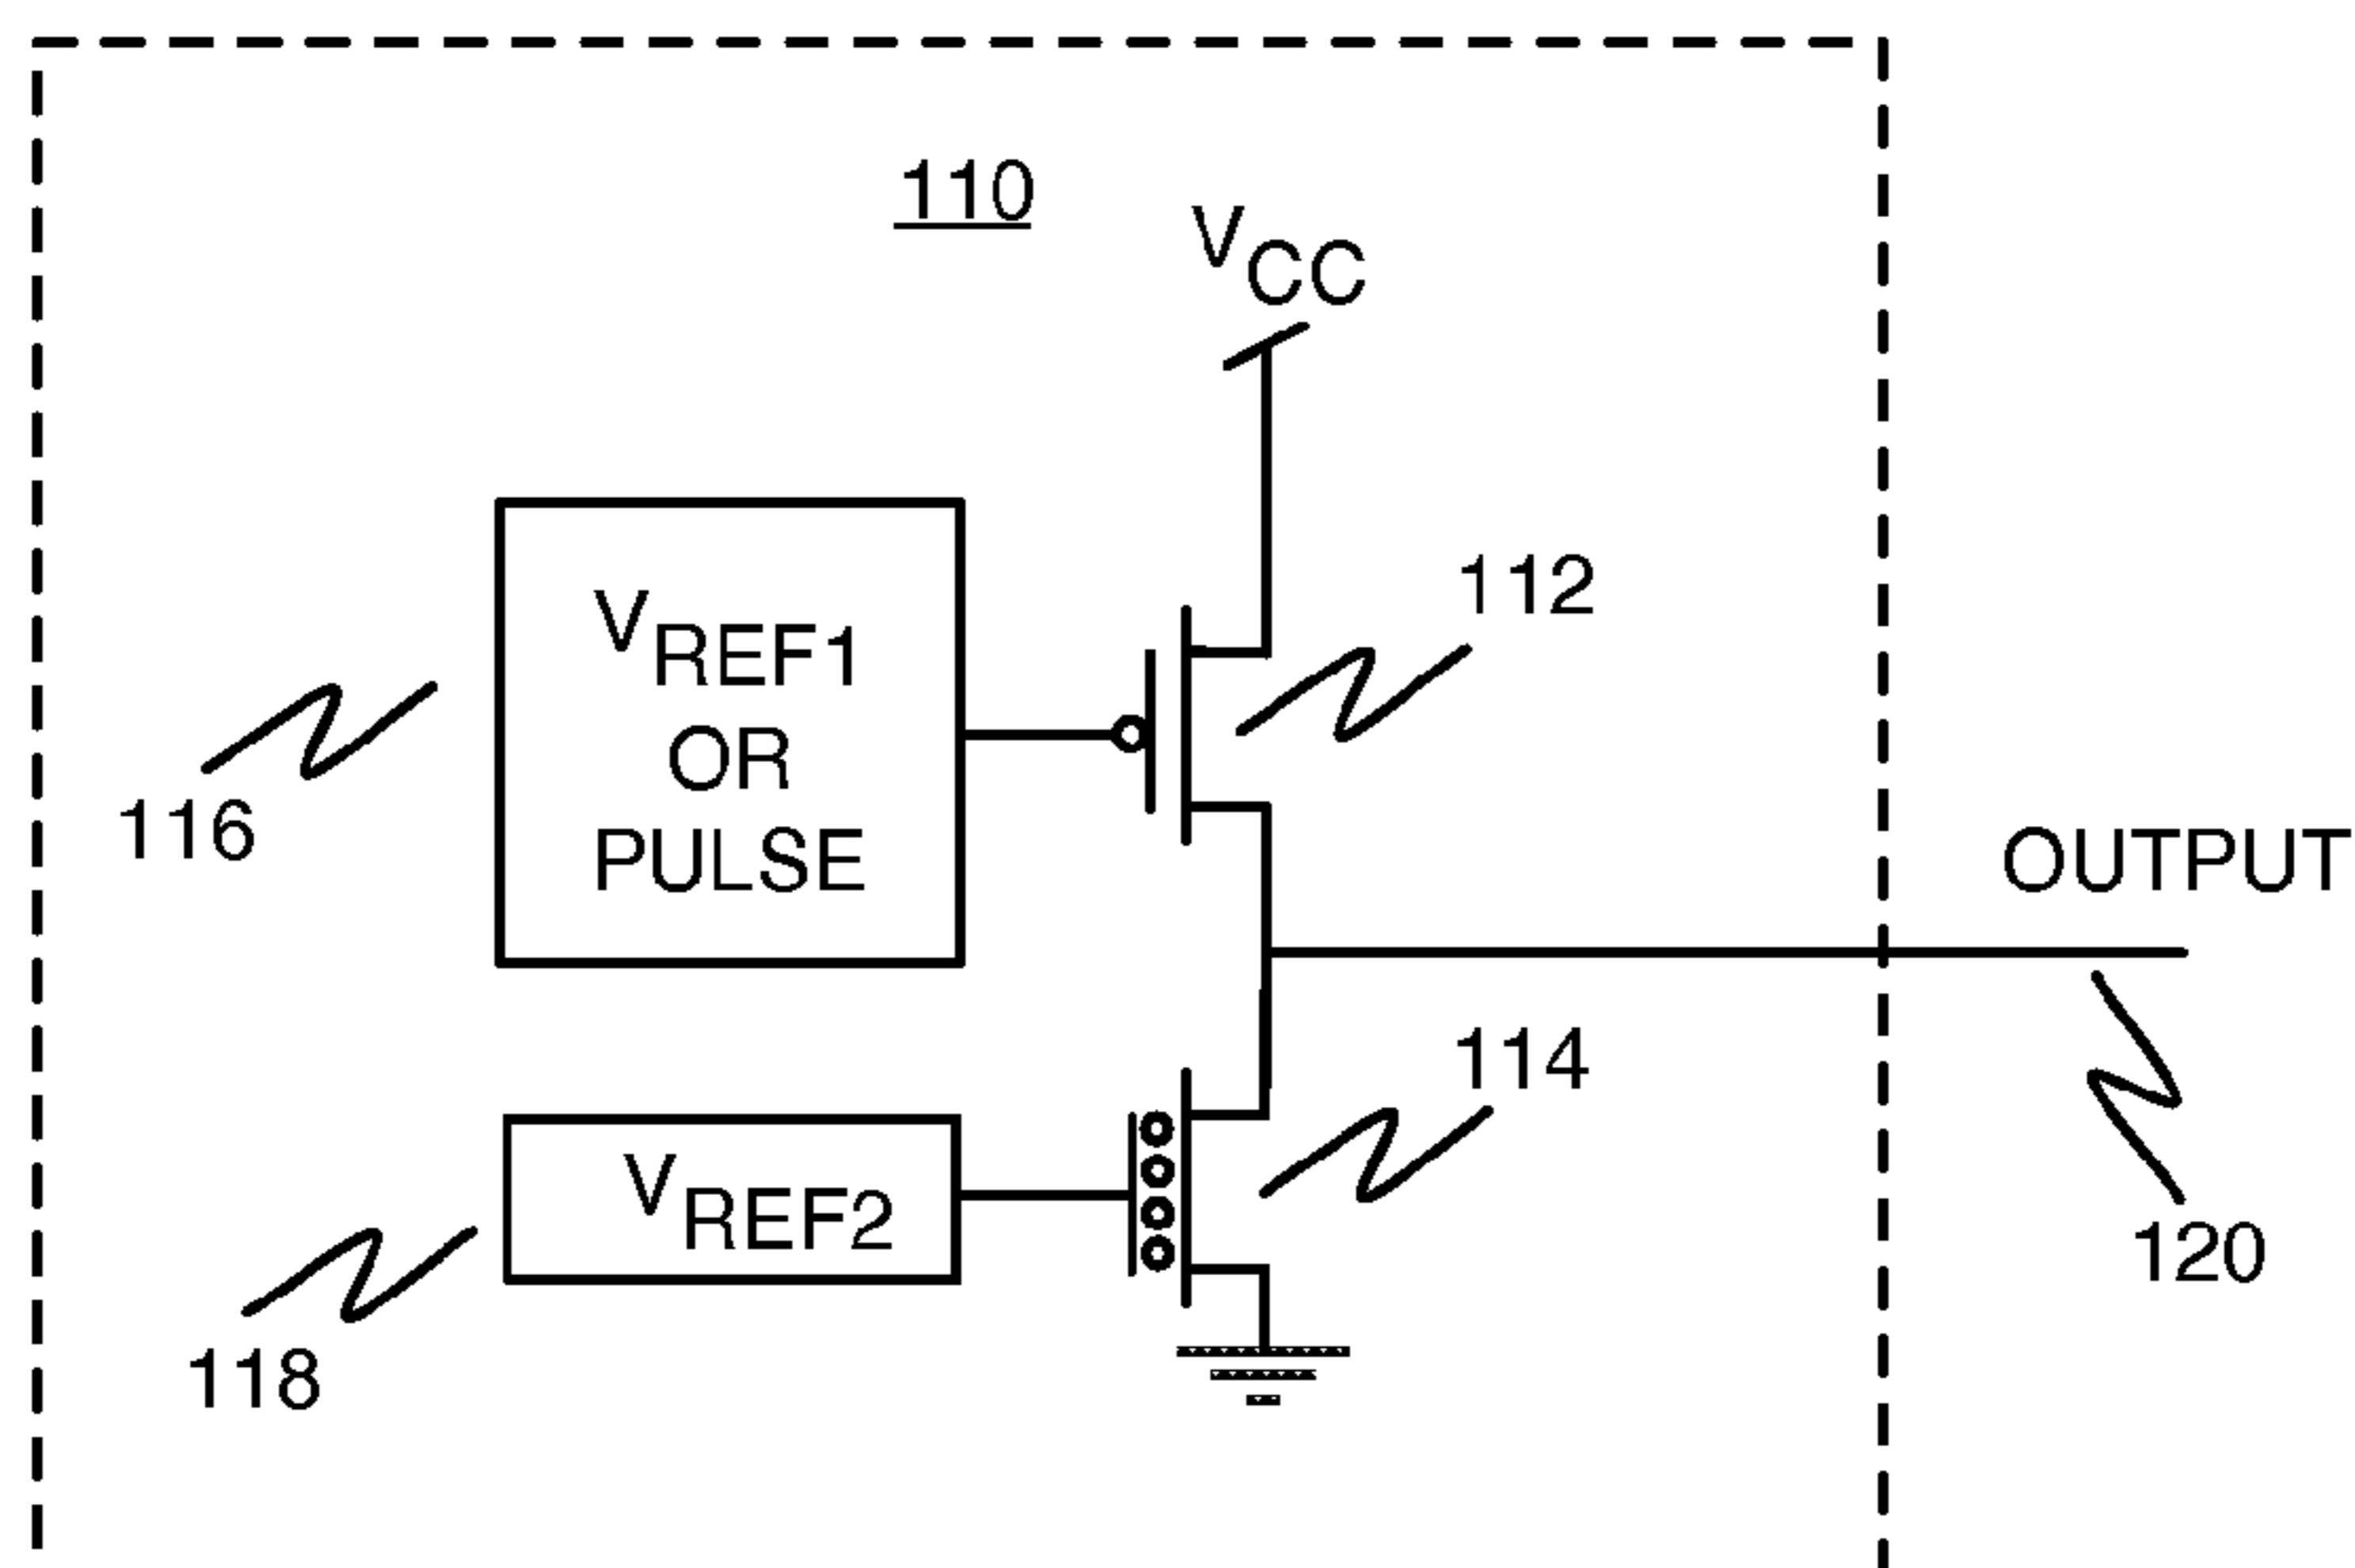 110
VCC
112
VREF1
OR
PULSE
116
OUTPUT
114
VREF2
120
118